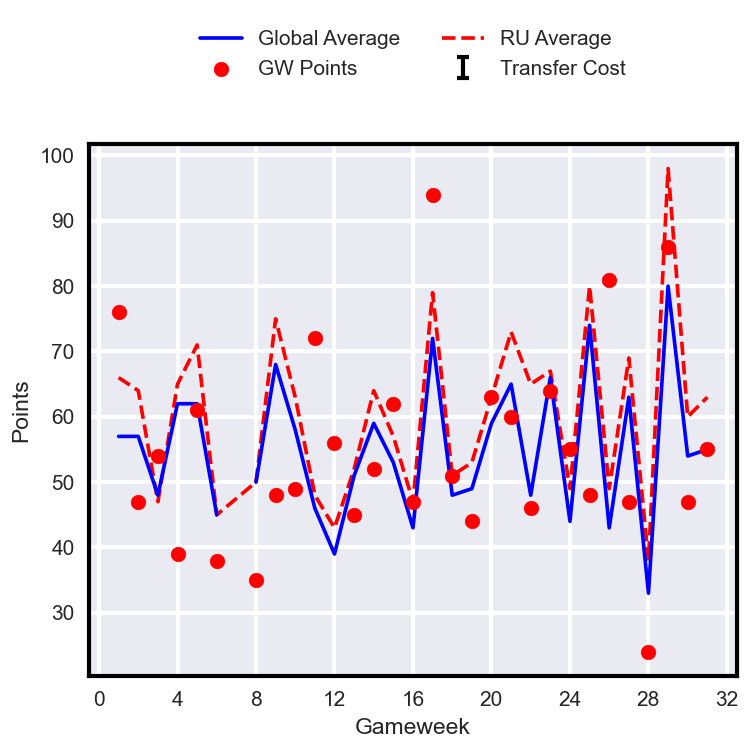 Global Average
RU Average
GW Points
Transfer Cost
100
90
80
70
60
50
40
30
Points
0 4 8 12 16 20 24 28 32
Gameweek